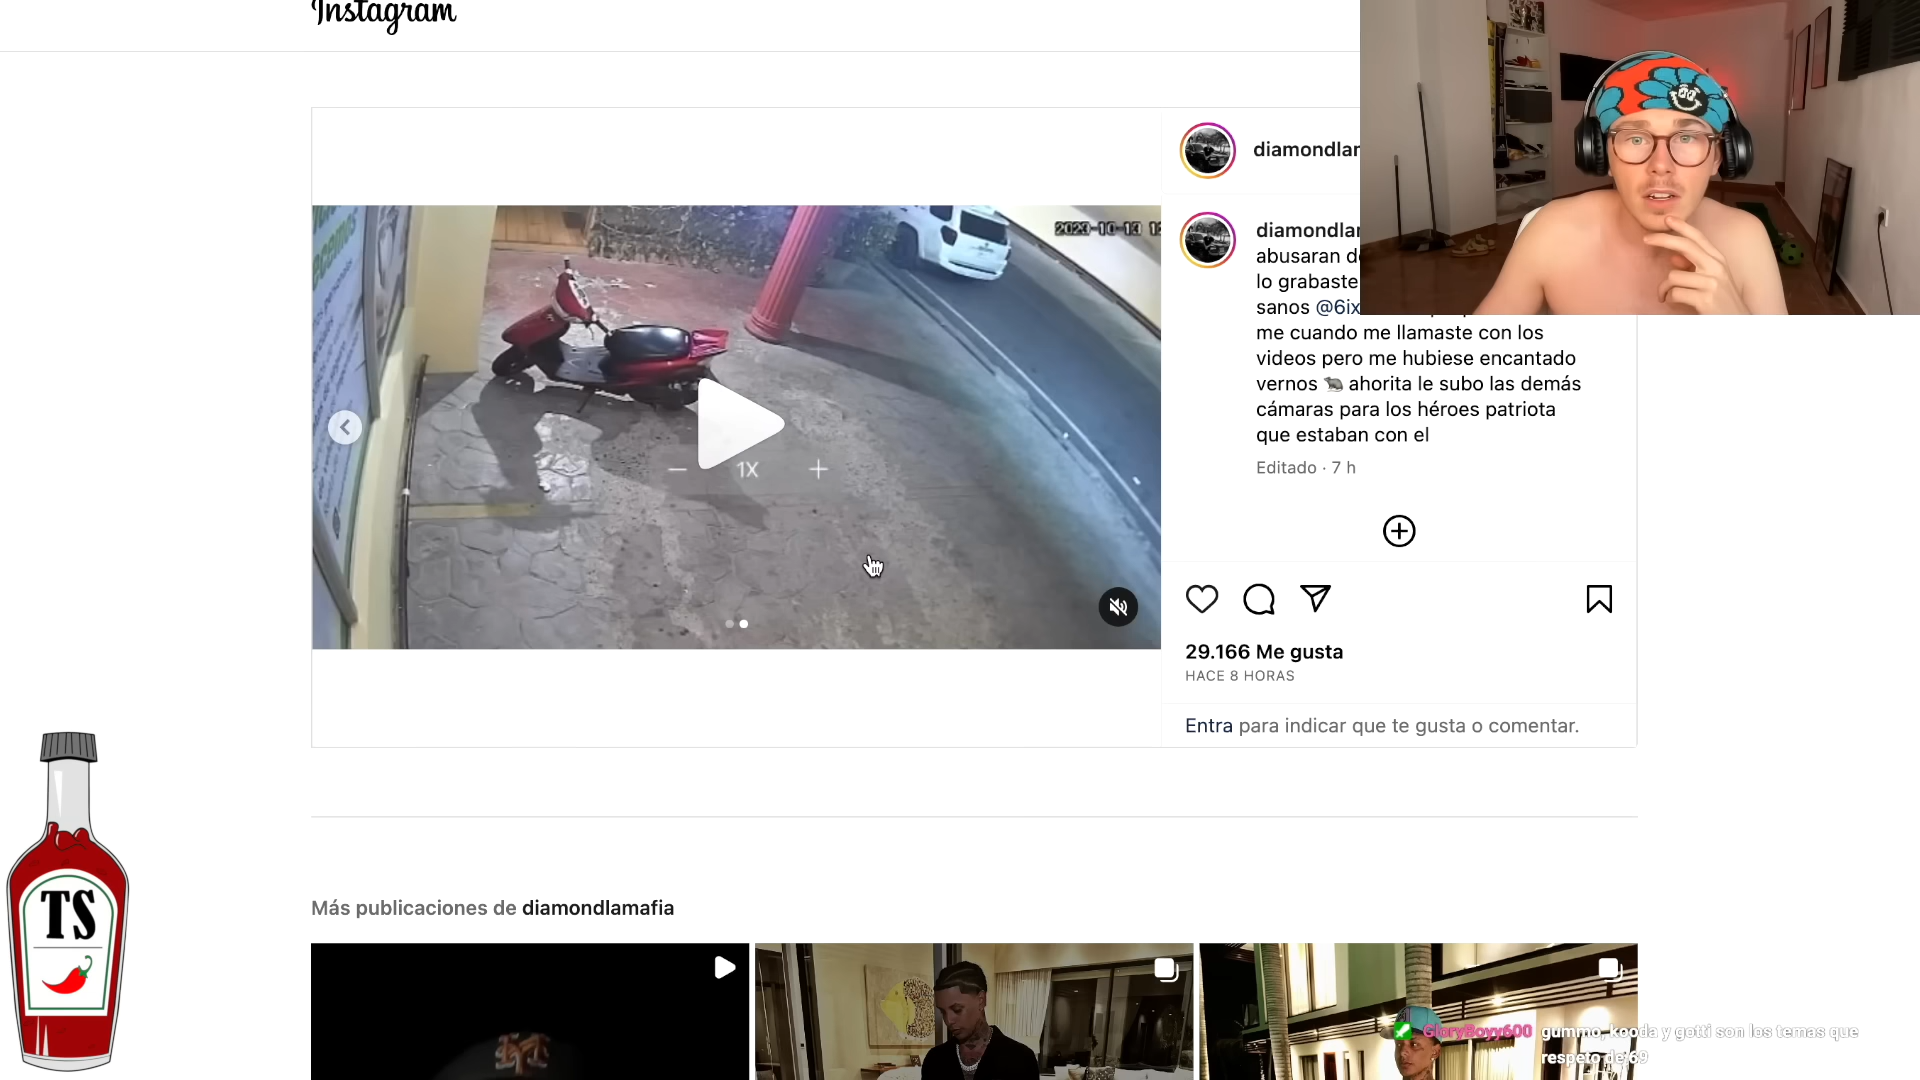 Instagram
diamondlar
2023-10-13 1
diamondlar
abusaran d
lo grabaste
sanos @6ix
me cuando me llamaste con los
videos pero me hubiese encantado
vernos 🐀 ahorita le subo las demás
cámaras para los héroes patriota
que estaban con el
Editado · 7 h
1X
29.166 Me gusta
HACE 8 HORAS
Entra para indicar que te gusta o comentar.
TS
Más publicaciones de diamondlamafia
GloryBoyy600 gummo, kooda y gotti son los temas que
respeto de 69